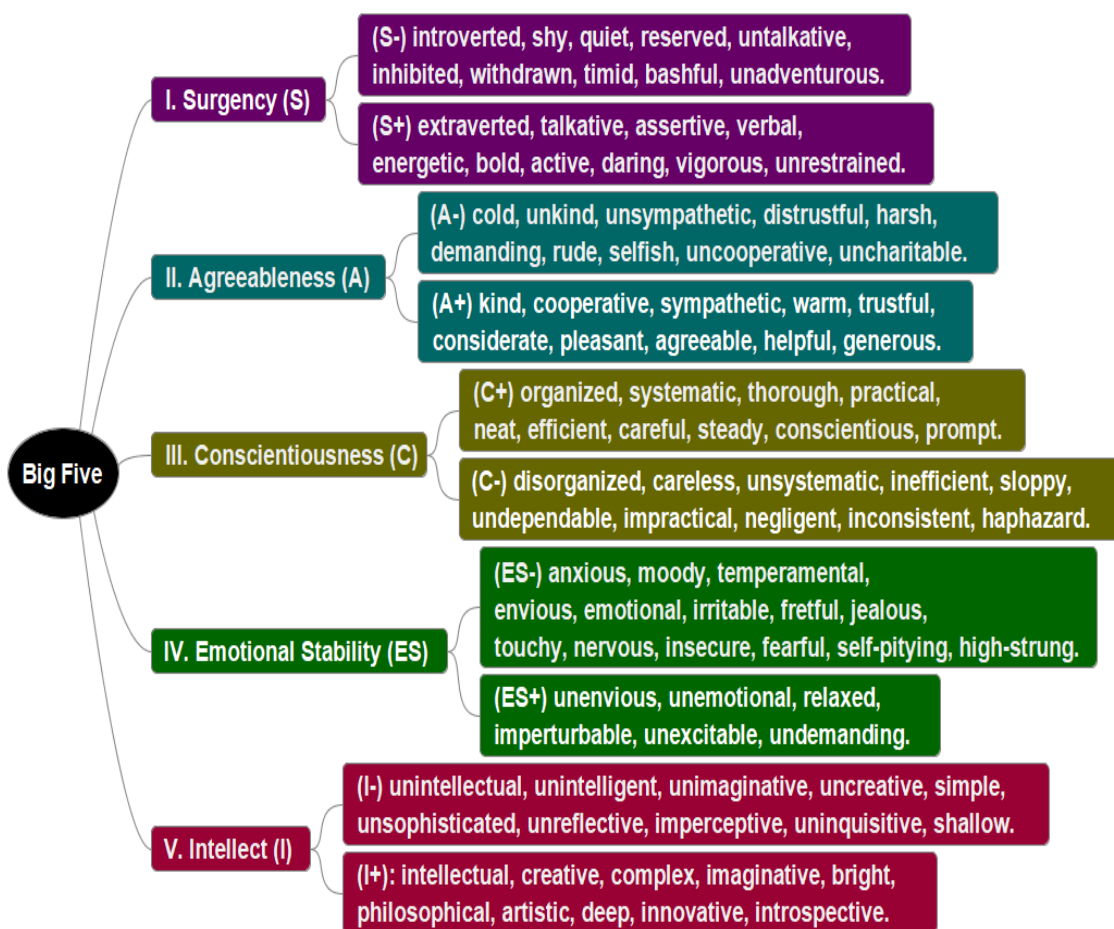 Big Five
I. Surgency (S)
(S-) introverted, shy, quiet, reserved, untalkative,
inhibited, withdrawn, timid, bashful, unadventurous.
(S+) extraverted, talkative, assertive, verbal,
energetic, bold, active, daring, vigorous, unrestrained.
II. Agreeableness (A)
(A-) cold, unkind, unsympathetic, distrustful, harsh,
demanding, rude, selfish, uncooperative, uncharitable.
(A+) kind, cooperative, sympathetic, warm, trustful,
considerate, pleasant, agreeable, helpful, generous.
III. Conscientiousness (C)
(C+) organized, systematic, thorough, practical,
neat, efficient, careful, steady, conscientious, prompt.
(C-) disorganized, careless, unsystematic, inefficient, sloppy,
undependable, impractical, negligent, inconsistent, haphazard.
IV. Emotional Stability (ES)
(ES-) anxious, moody, temperamental,
envious, emotional, irritable, fretful, jealous,
touchy, nervous, insecure, fearful, self-pitying, high-strung.
(ES+) unenvious, unemotional, relaxed,
imperturbable, unexcitable, undemanding.
V. Intellect (I)
(I-) unintellectual, unintelligent, unimaginative, uncreative, simple,
unsophisticated, unreflective, imperceptive, uninquisitive, shallow.
(I+): intellectual, creative, complex, imaginative, bright,
philosophical, artistic, deep, innovative, introspective.